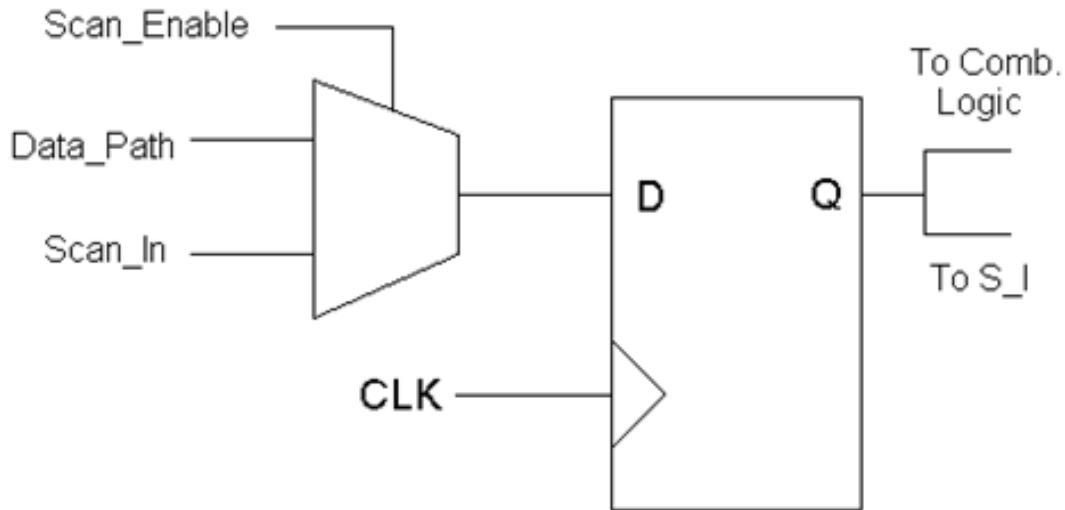 Scan_Enable
Data_Path
Scan_In
CLK
D
Q
To Comb.
Logic
To S_I